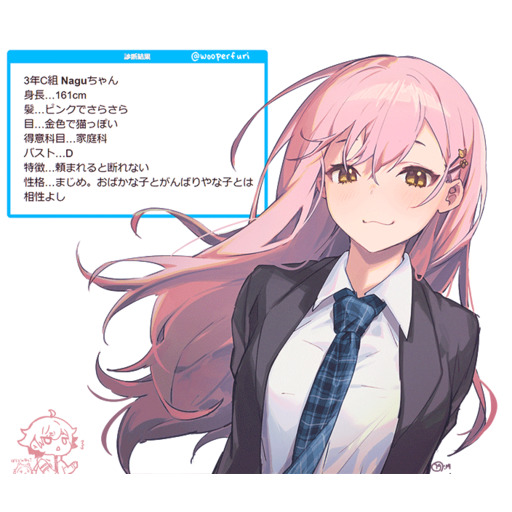 診断結果
@wooperfuri
3年C組 Naguちゃん
身長…161cm
髪…ピンクでさらさら
目…金色で猫っぽい
得意科目…家庭科
バスト…D
特徴…頼まれると断れない
性格…まじめ。おばかな子とがんばりやな子とは
相性よし